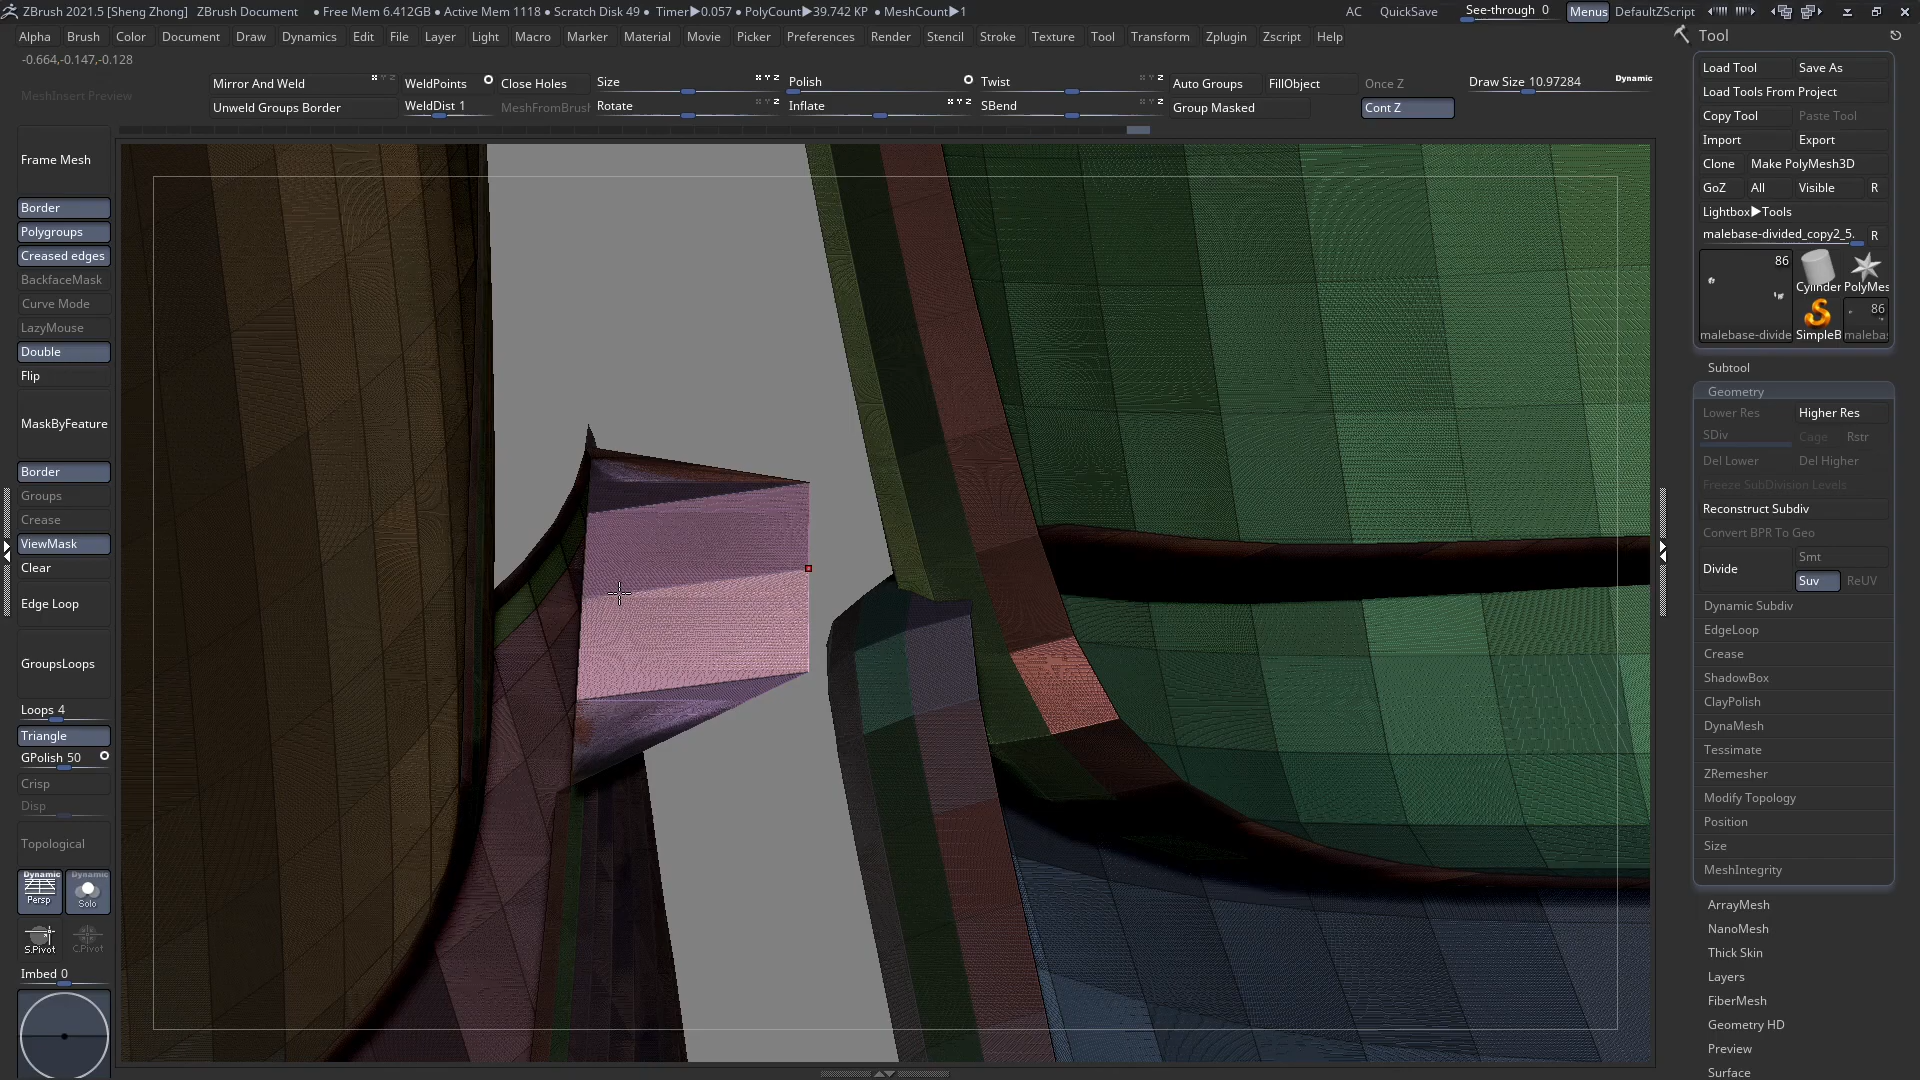 ZBrush 2021.5 [Sheng Zhong] ZBrush Document • Free Mem 6.412GB • Active Mem 1118 • Scratch Disk 49 • Timer▶0.057 • PolyCount▶39.742 KP • MeshCount▶1 AC QuickSave See-through 0 Menus DefaultZScript
Alpha Brush Color Document Draw Dynamics Edit File Layer Light Macro Marker Material Movie Picker Preferences Render Stencil Stroke Texture Tool Transform Zplugin Zscript Help
-0.664,-0.147,-0.128
MeshInsert Preview
Mirror And Weld WeldPoints Close Holes Size Polish Twist Auto Groups FillObject Once Z Draw Size 10.97284 Dynamic
Unweld Groups Border WeldDist 1 MeshFromBrush Rotate Inflate SBend Group Masked Cont Z
Frame Mesh
Border
Polygroups
Creased edges
BackfaceMask
Curve Mode
LazyMouse
Double
Flip
MaskByFeature
Border
Groups
Crease
ViewMask
Clear
Edge Loop
GroupsLoops
Loops 4
Triangle
GPolish 50
Crisp
Disp
Topological
Dynamic Dynamic
Persp Solo
S.Pivot C.Pivot
Imbed 0
Tool
Load Tool Save As
Load Tools From Project
Copy Tool Paste Tool
Import Export
Clone Make PolyMesh3D
GoZ All Visible R
Lightbox▶Tools
malebase-divided_copy2_5. R
86
Cylinder PolyMes
86
malebase-divide SimpleB maleba
Subtool
Geometry
Lower Res Higher Res
SDiv Cage Rstr
Del Lower Del Higher
Freeze SubDivision Levels
Reconstruct Subdiv
Convert BPR To Geo
Divide Smt
Suv ReUV
Dynamic Subdiv
EdgeLoop
Crease
ShadowBox
ClayPolish
DynaMesh
Tessimate
ZRemesher
Modify Topology
Position
Size
MeshIntegrity
ArrayMesh
NanoMesh
Thick Skin
Layers
FiberMesh
Geometry HD
Preview
Surface